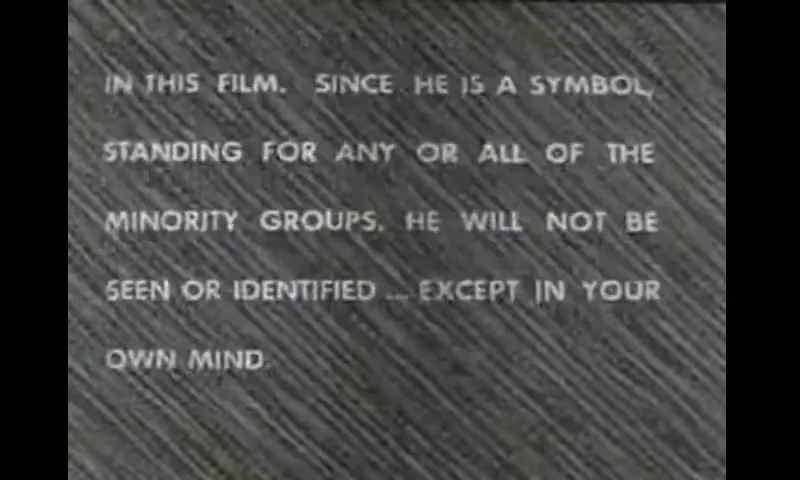 IN THIS FILM. SINCE HE IS A SYMBOL,
STANDING FOR ANY OR ALL OF THE
MINORITY GROUPS. HE WILL NOT BE
SEEN OR IDENTIFIED ... EXCEPT IN YOUR
OWN MIND.